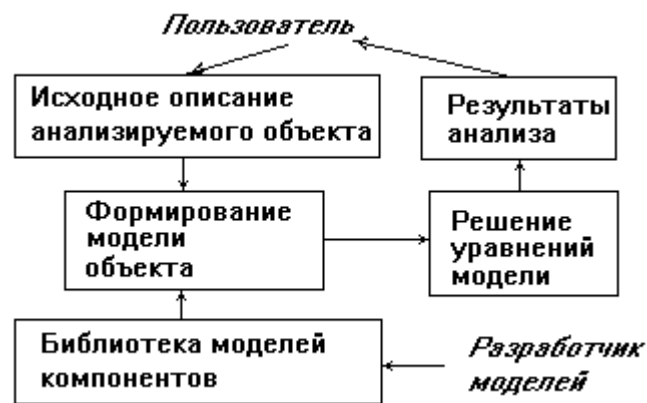 Пользователь
Исходное описание
анализируемого объекта
Результаты
анализа
Формирование
модели
объекта
Решение
уравнений
модели
Библиотека моделей
компонентов
Разработчик
моделей